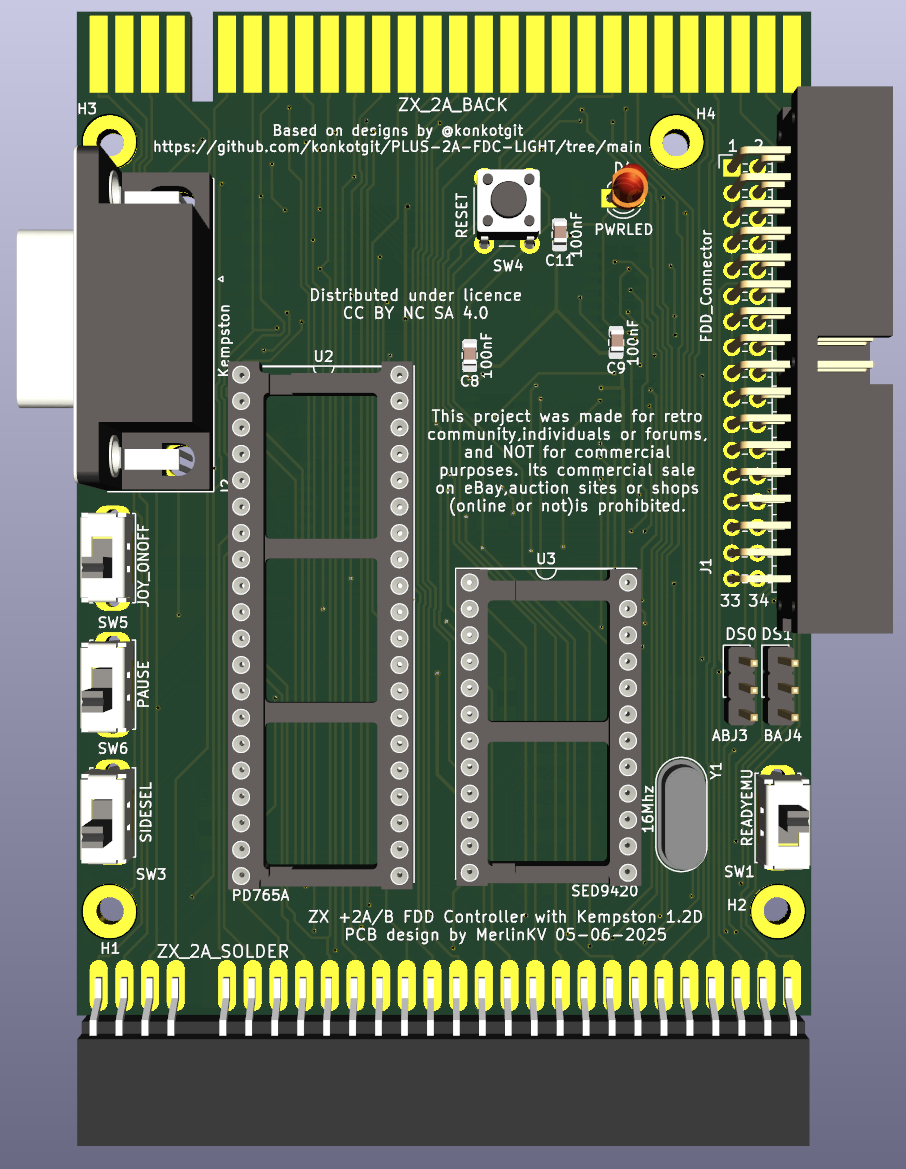 H3
ZX_2A_BACK
H4
Based on designs by @konkotgit
https://github.com/konkotgit/PLUS-2A-FDC-LIGHT/tree/main
1 2
RESET
PWRLED
SW4
C11
100nF
FDD_Connector
Distributed under licence
CC BY NC SA 4.0
Kempston
U2
C8
100nF
C9
100nF
This project was made for retro
community,individuals or forums,
and NOT for commercial
purposes. Its commercial sale
on eBay,auction sites or shops
(online or not)is prohibited.
JOY_ONOFF
SW5
U3
J1
33 34
DS0 DS1
PAUSE
SW6
ABJ3
BAJ4
Y1
16Mhz
SIDESEL
SW3
READYEMU
SW1
PD765A
SED9420
H2
ZX +2A/B FDD Controller with Kempston 1.2D
PCB design by MerlinKV 05-06-2025
H1
ZX_2A_SOLDER